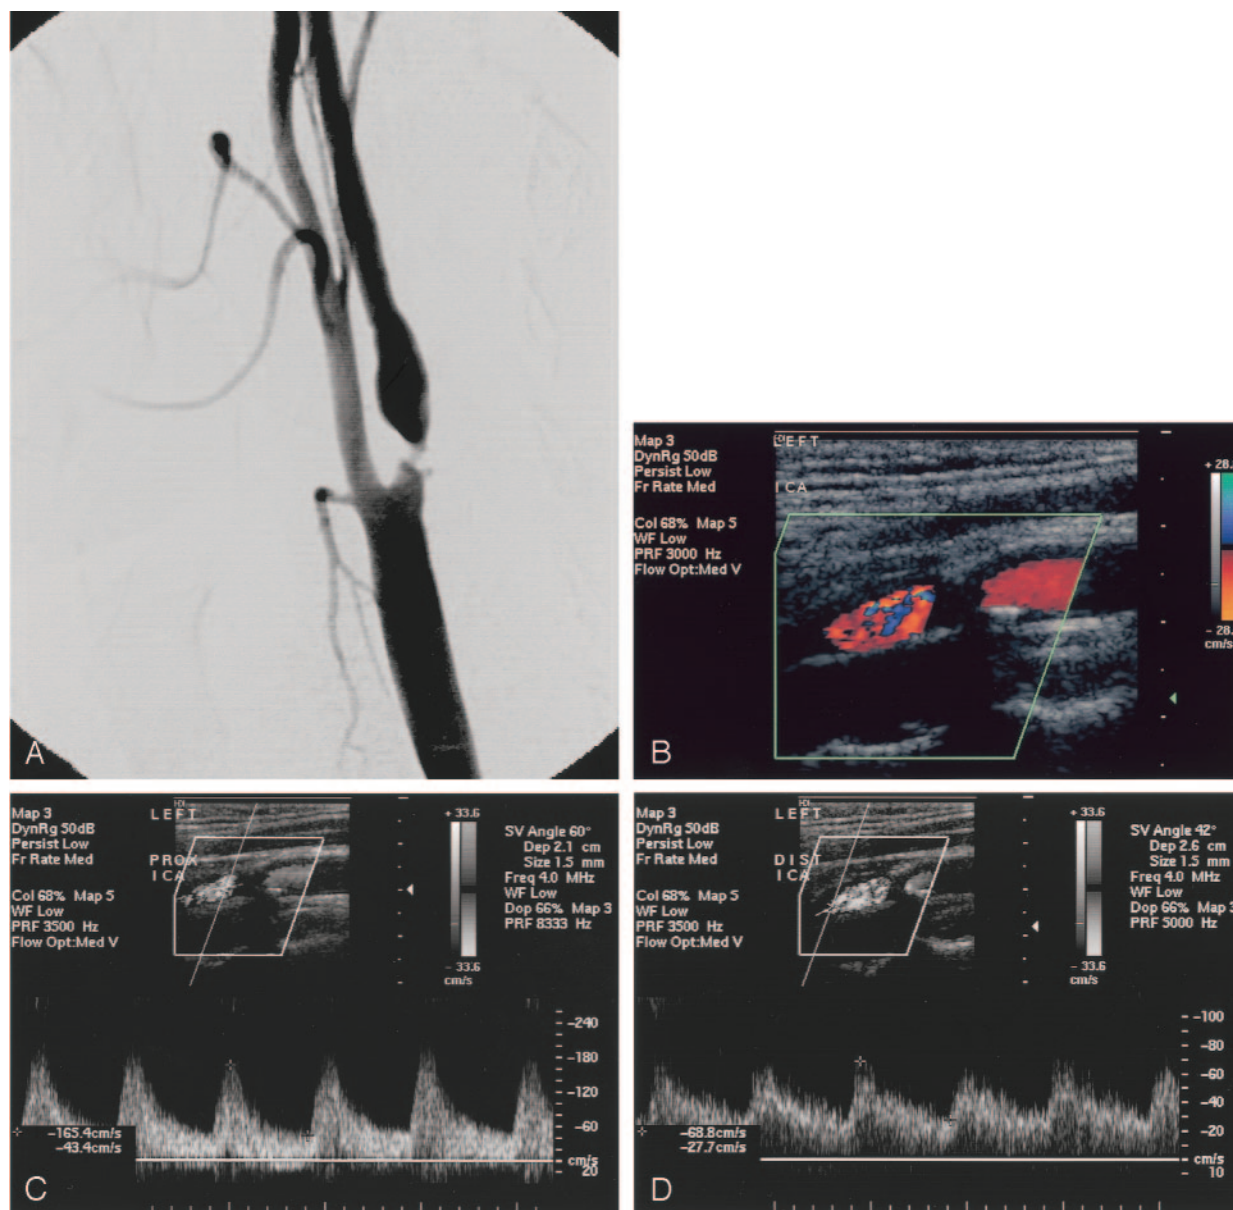 A
Map 3
DynRg 50dB
Persist Low
Fr Rate Med
Col 68% Map 5
WF Low
PRF 3000 Hz
Flow Opt:Med V
LEFT
ICA
+ 28.
- 28.
cm/s
B
Map 3
DynRg 50dB
Persist Low
Fr Rate Med
Col 68% Map 5
WF Low
PRF 3500 Hz
Flow Opt:Med V
LEFT
PROX
ICA
+ 33.6
- 33.6
cm/s
SV Angle 60°
Dep 2.1 cm
Size 1.5 mm
Freq 4.0 MHz
WF Low
Dop 66% Map 3
PRF 8333 Hz
-240
-180
-120
-60
cm/s
20
-165.4cm/s
-43.4cm/s
C
Map 3
DynRg 50dB
Persist Low
Fr Rate Med
Col 68% Map 5
WF Low
PRF 3500 Hz
Flow Opt:Med V
LEFT
DIST
ICA
+ 33.6
- 33.6
cm/s
SV Angle 42°
Dep 2.6 cm
Size 1.5 mm
Freq 4.0 MHz
WF Low
Dop 66% Map 3
PRF 5000 Hz
-100
-80
-60
-40
-20
cm/s
10
-68.8cm/s
-27.7cm/s
D